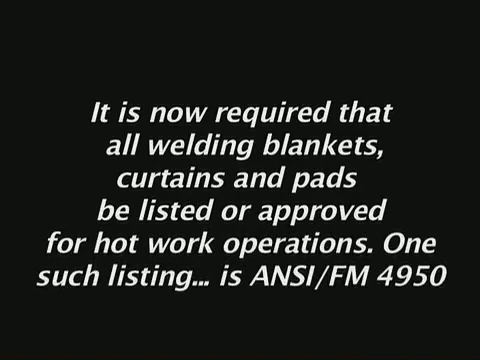 It is now required that
all welding blankets,
curtains and pads
be listed or approved
for hot work operations. One
such listing... is ANSI/FM 4950